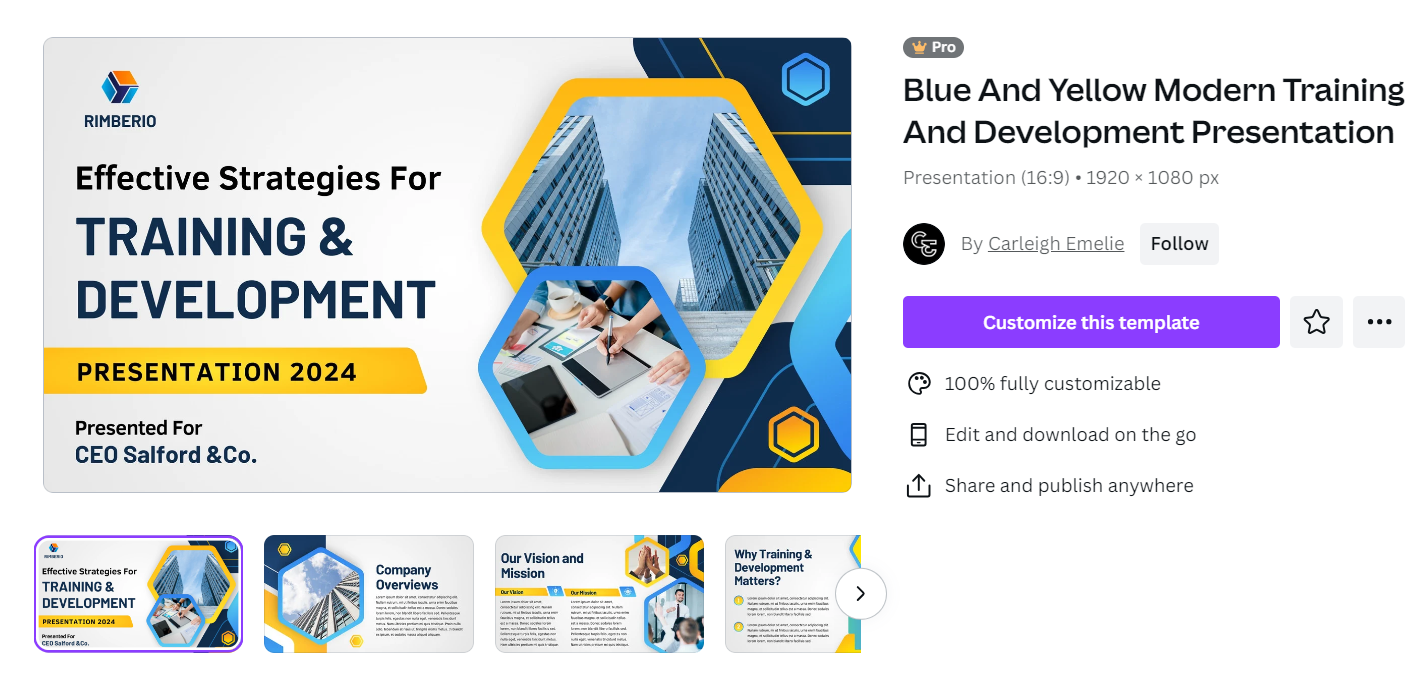 RIMBERIO
Effective Strategies For
TRAINING &
DEVELOPMENT
PRESENTATION 2024
Presented For
CEO Salford &Co.
Pro
Blue And Yellow Modern Training
And Development Presentation
Presentation (16:9) • 1920 × 1080 px
By Carleigh Emelie
Follow
Customize this template
100% fully customizable
Edit and download on the go
Share and publish anywhere
RIMBERIO
Effective Strategies For
TRAINING &
DEVELOPMENT
PRESENTATION 2024
Presented For
CEO Salford &Co.
Company
Overviews
Our Vision and
Mission
Our Vision
Our Mission
Why Training &
Development
Matters?